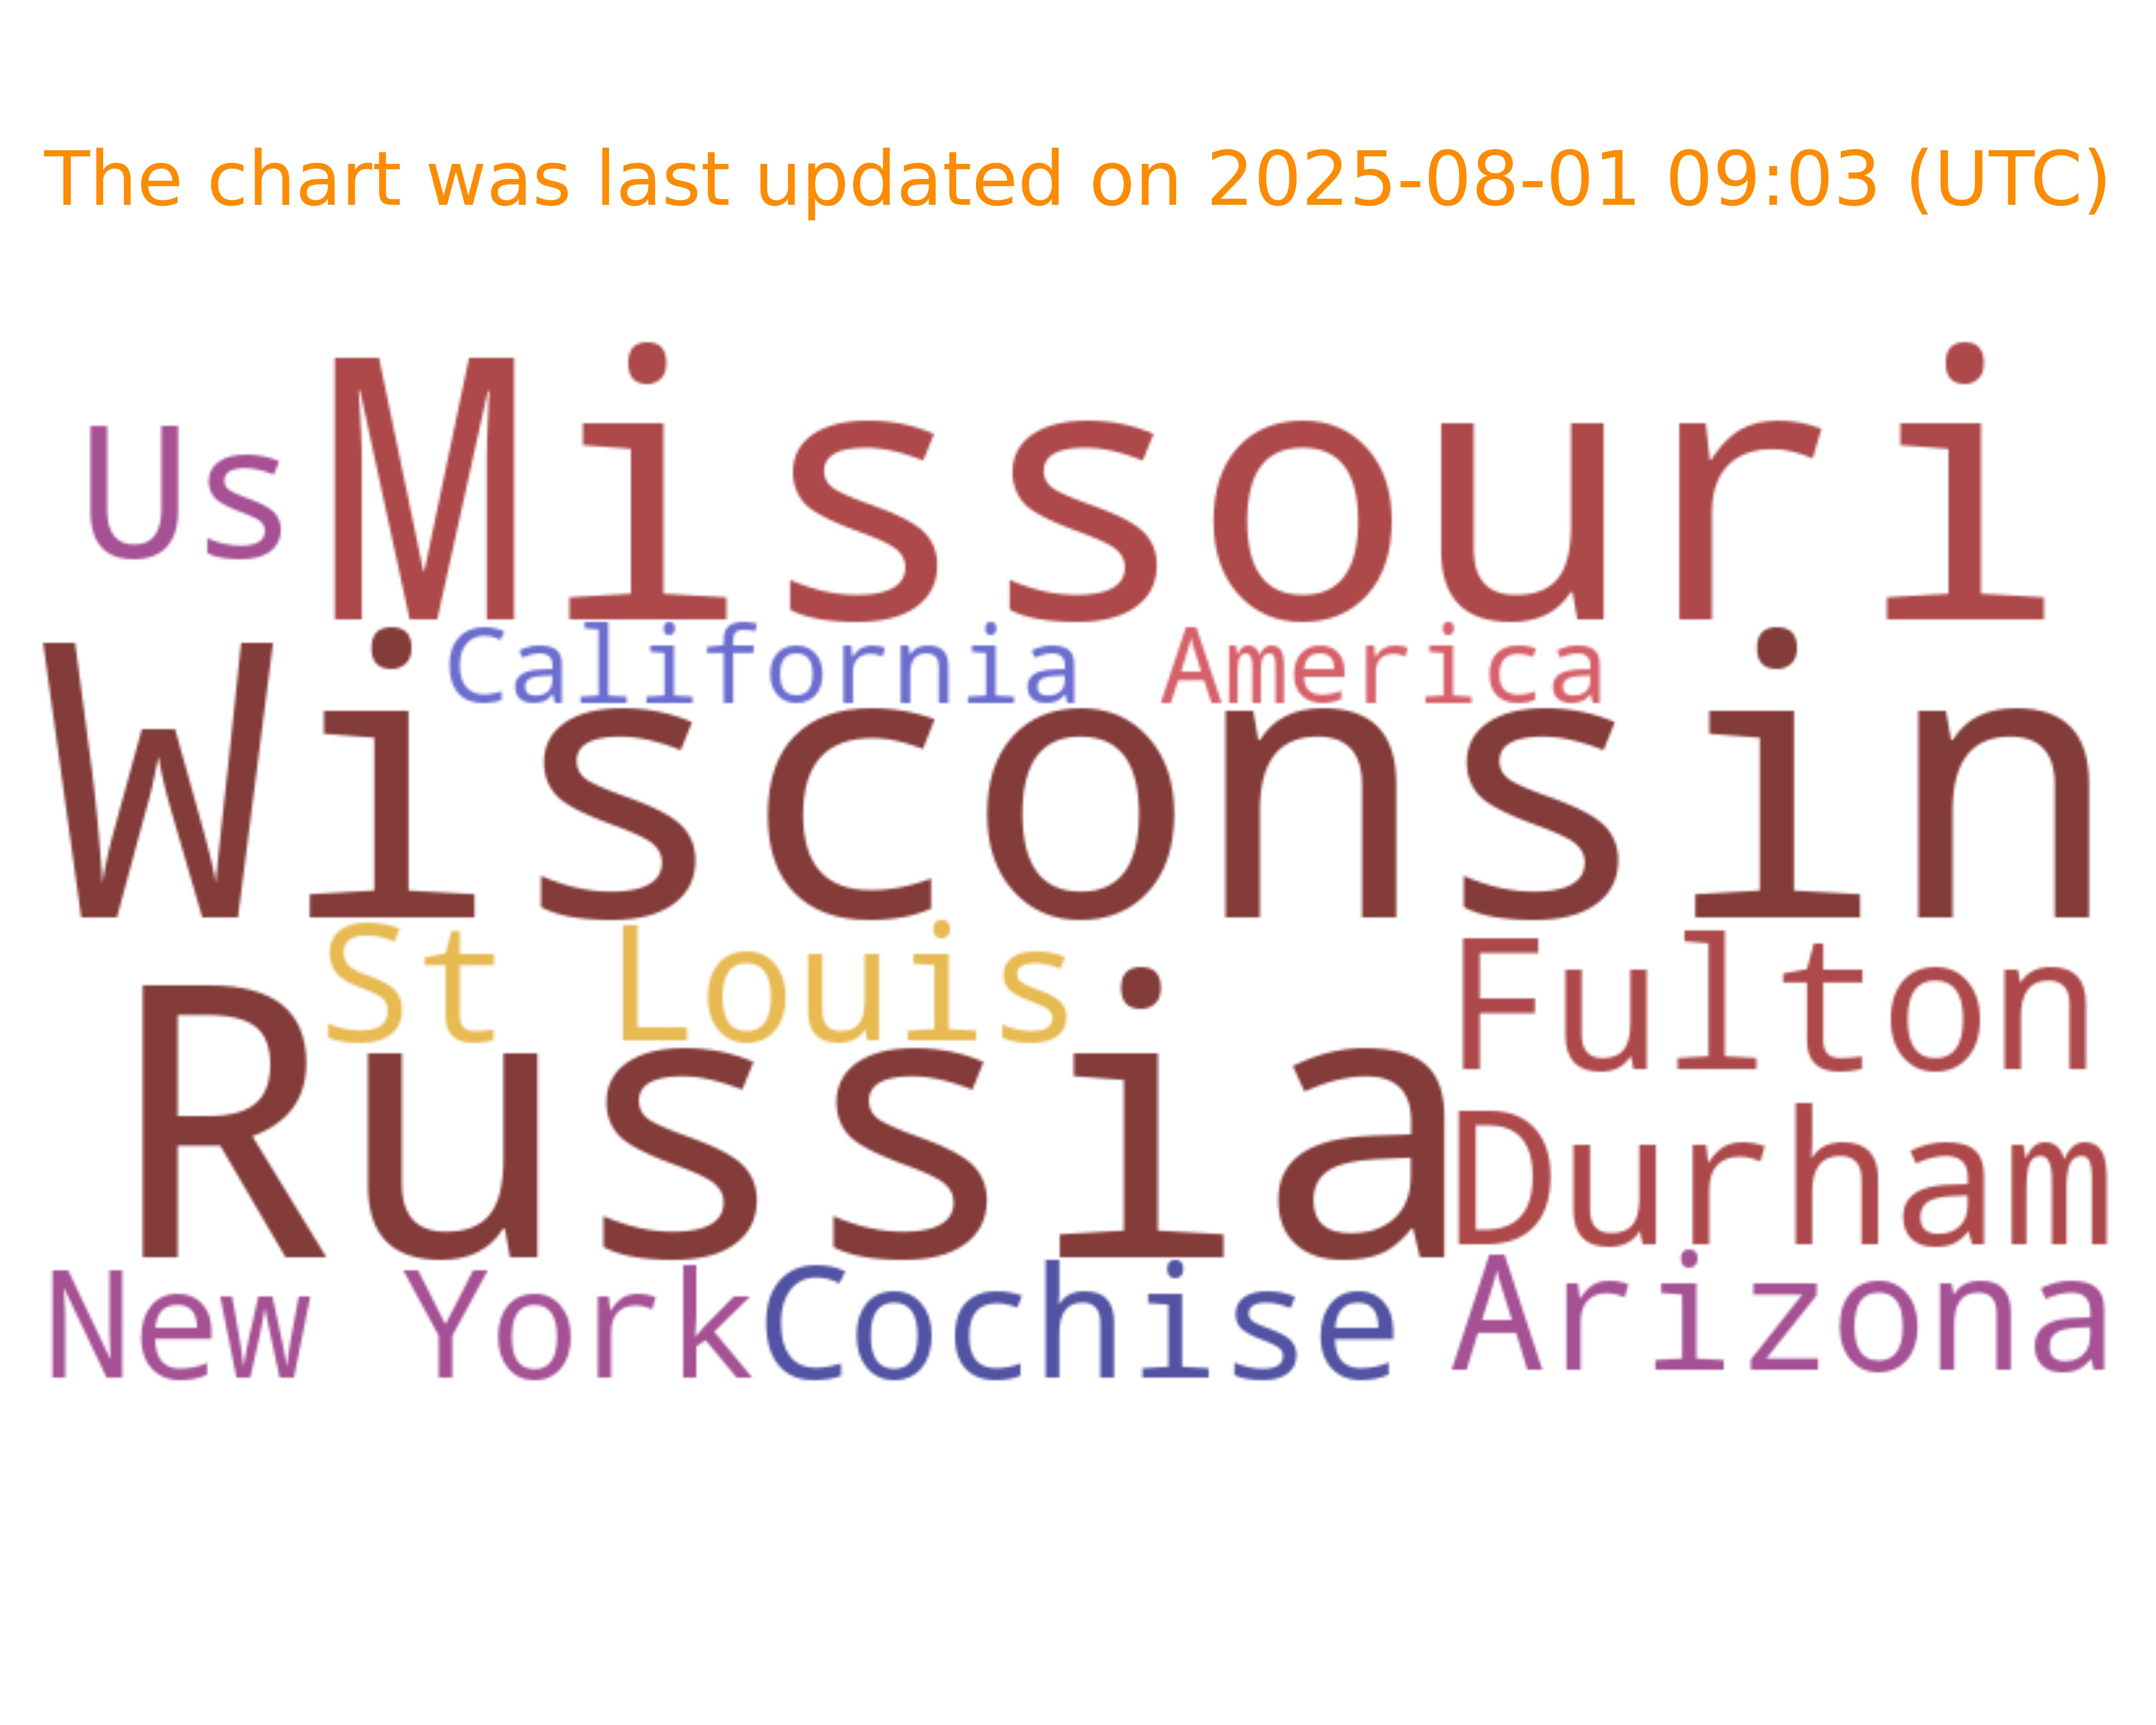 The chart was last updated on 2025-08-01 09:03 (UTC)
Us Missouri
California America
Wisconsin
St Louis Fulton
Russia Durham
New York Cochise Arizona